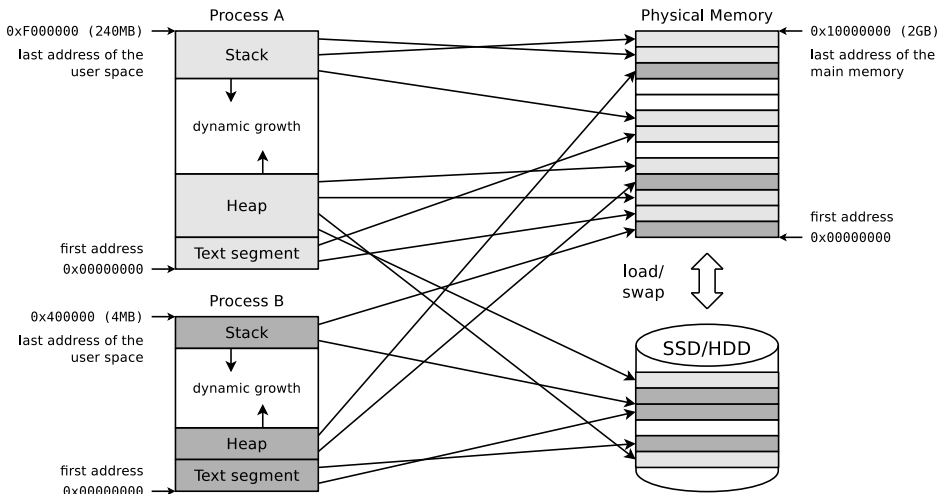 Process A
0xF000000 (240MB)
last address of the
user space
Stack
dynamic growth
Heap
first address
0x00000000
Text segment
Process B
0x400000 (4MB)
last address of the
user space
Stack
dynamic growth
Heap
first address
0x00000000
Text segment
Physical Memory
0x10000000 (2GB)
last address of the
main memory
first address
0x00000000
load/
swap
SSD/HDD